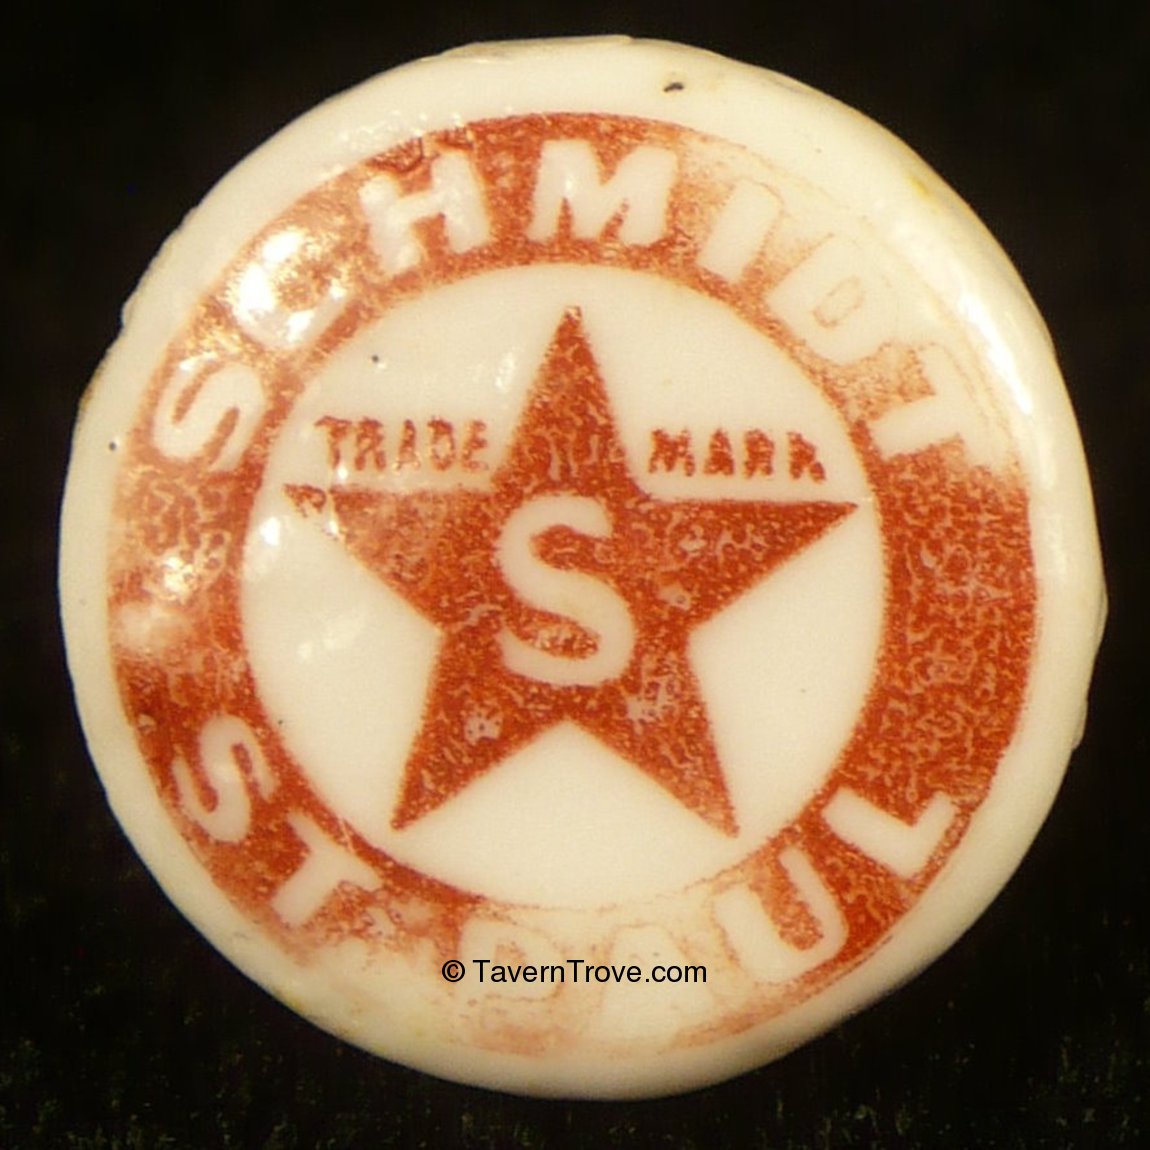 SCHMIDT
TRADE MARK
S
ST. PAUL
© TavernTrove.com